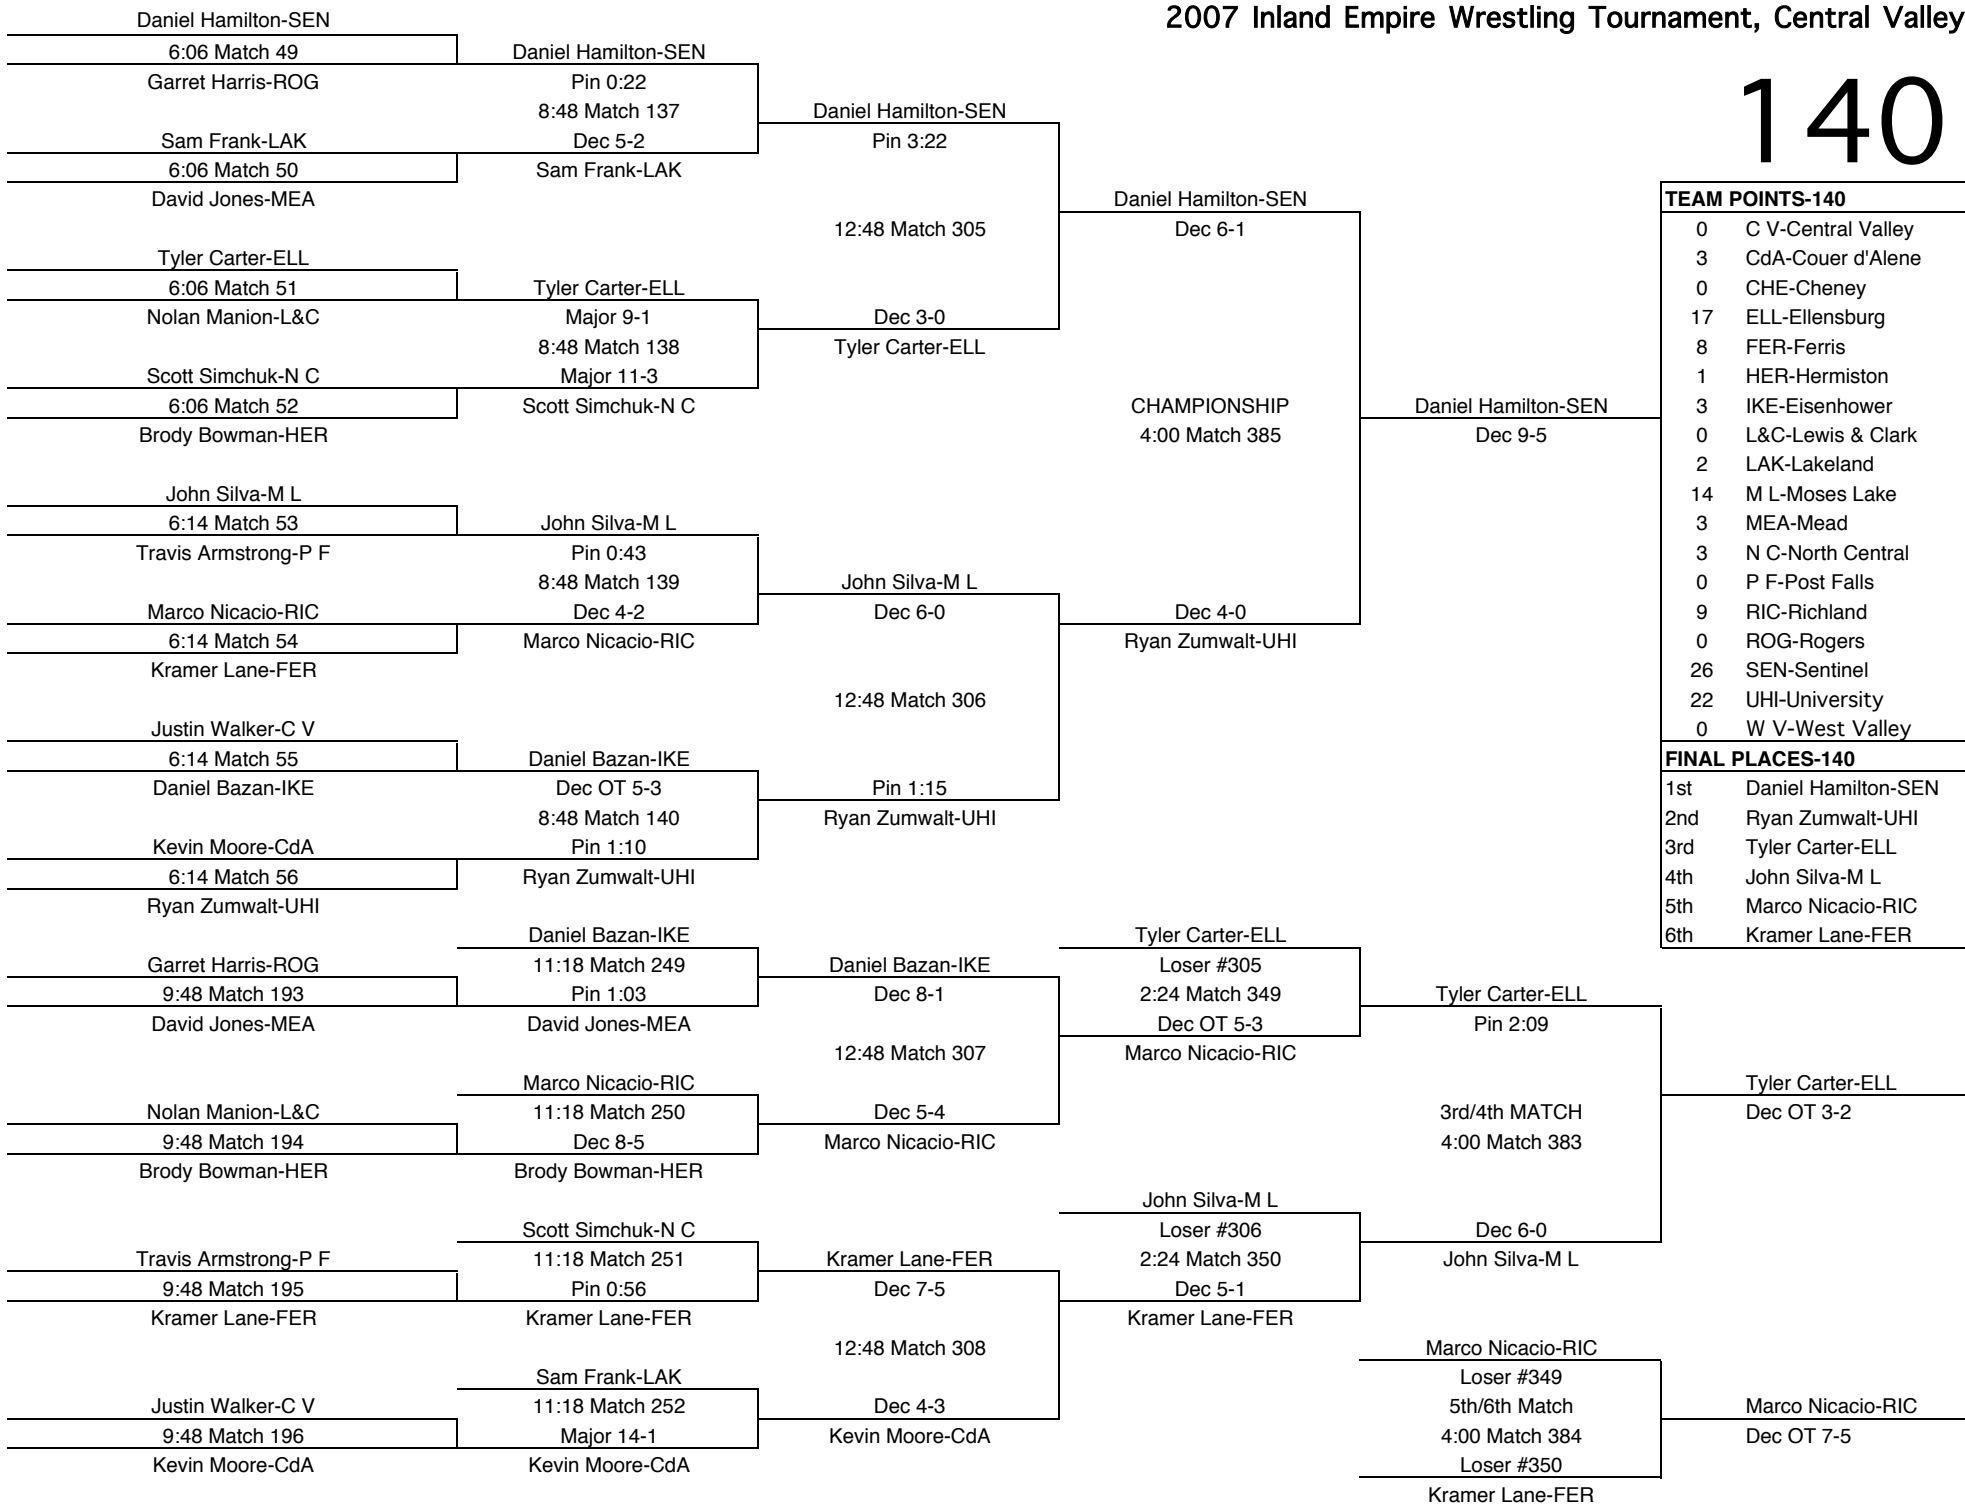 2007 Inland Empire Wrestling Tournament, Central Valley
140
Daniel Hamilton-SEN
6:06 Match 49
Garret Harris-ROG
Sam Frank-LAK
6:06 Match 50
David Jones-MEA
Tyler Carter-ELL
6:06 Match 51
Nolan Manion-L&C
Scott Simchuk-N C
6:06 Match 52
Brody Bowman-HER
John Silva-M L
6:14 Match 53
Travis Armstrong-P F
Marco Nicacio-RIC
6:14 Match 54
Kramer Lane-FER
Justin Walker-C V
6:14 Match 55
Daniel Bazan-IKE
Kevin Moore-CdA
6:14 Match 56
Ryan Zumwalt-UHI
Daniel Hamilton-SEN
Pin 0:22
8:48 Match 137
Dec 5-2
Sam Frank-LAK
Tyler Carter-ELL
Major 9-1
8:48 Match 138
Major 11-3
Scott Simchuk-N C
John Silva-M L
Pin 0:43
8:48 Match 139
Dec 4-2
Marco Nicacio-RIC
Daniel Bazan-IKE
Dec OT 5-3
8:48 Match 140
Pin 1:10
Ryan Zumwalt-UHI
Daniel Hamilton-SEN
Pin 3:22
12:48 Match 305
Dec 3-0
Tyler Carter-ELL
John Silva-M L
Dec 6-0
12:48 Match 306
Pin 1:15
Ryan Zumwalt-UHI
Daniel Hamilton-SEN
Dec 6-1
CHAMPIONSHIP
4:00 Match 385
Dec 4-0
Ryan Zumwalt-UHI
Daniel Hamilton-SEN
Dec 9-5
TEAM POINTS-140
0 C V-Central Valley
3 CdA-Couer d'Alene
0 CHE-Cheney
17 ELL-Ellensburg
8 FER-Ferris
1 HER-Hermiston
3 IKE-Eisenhower
0 L&C-Lewis & Clark
2 LAK-Lakeland
14 M L-Moses Lake
3 MEA-Mead
3 N C-North Central
0 P F-Post Falls
9 RIC-Richland
0 ROG-Rogers
26 SEN-Sentinel
22 UHI-University
0 W V-West Valley
FINAL PLACES-140
1st Daniel Hamilton-SEN
2nd Ryan Zumwalt-UHI
3rd Tyler Carter-ELL
4th John Silva-M L
5th Marco Nicacio-RIC
6th Kramer Lane-FER
Garret Harris-ROG
9:48 Match 193
David Jones-MEA
Nolan Manion-L&C
9:48 Match 194
Brody Bowman-HER
Travis Armstrong-P F
9:48 Match 195
Kramer Lane-FER
Justin Walker-C V
9:48 Match 196
Kevin Moore-CdA
Daniel Bazan-IKE
11:18 Match 249
Pin 1:03
David Jones-MEA
Marco Nicacio-RIC
11:18 Match 250
Dec 8-5
Brody Bowman-HER
Scott Simchuk-N C
11:18 Match 251
Pin 0:56
Kramer Lane-FER
Sam Frank-LAK
11:18 Match 252
Major 14-1
Kevin Moore-CdA
Daniel Bazan-IKE
Dec 8-1
12:48 Match 307
Dec 5-4
Marco Nicacio-RIC
Kramer Lane-FER
Dec 7-5
12:48 Match 308
Dec 4-3
Kevin Moore-CdA
Tyler Carter-ELL
Loser #305
2:24 Match 349
Dec OT 5-3
Marco Nicacio-RIC
John Silva-M L
Loser #306
2:24 Match 350
Dec 5-1
Kramer Lane-FER
Tyler Carter-ELL
Pin 2:09
3rd/4th MATCH
4:00 Match 383
Dec 6-0
John Silva-M L
Tyler Carter-ELL
Dec OT 3-2
Marco Nicacio-RIC
Loser #349
5th/6th Match
4:00 Match 384
Loser #350
Kramer Lane-FER
Marco Nicacio-RIC
Dec OT 7-5